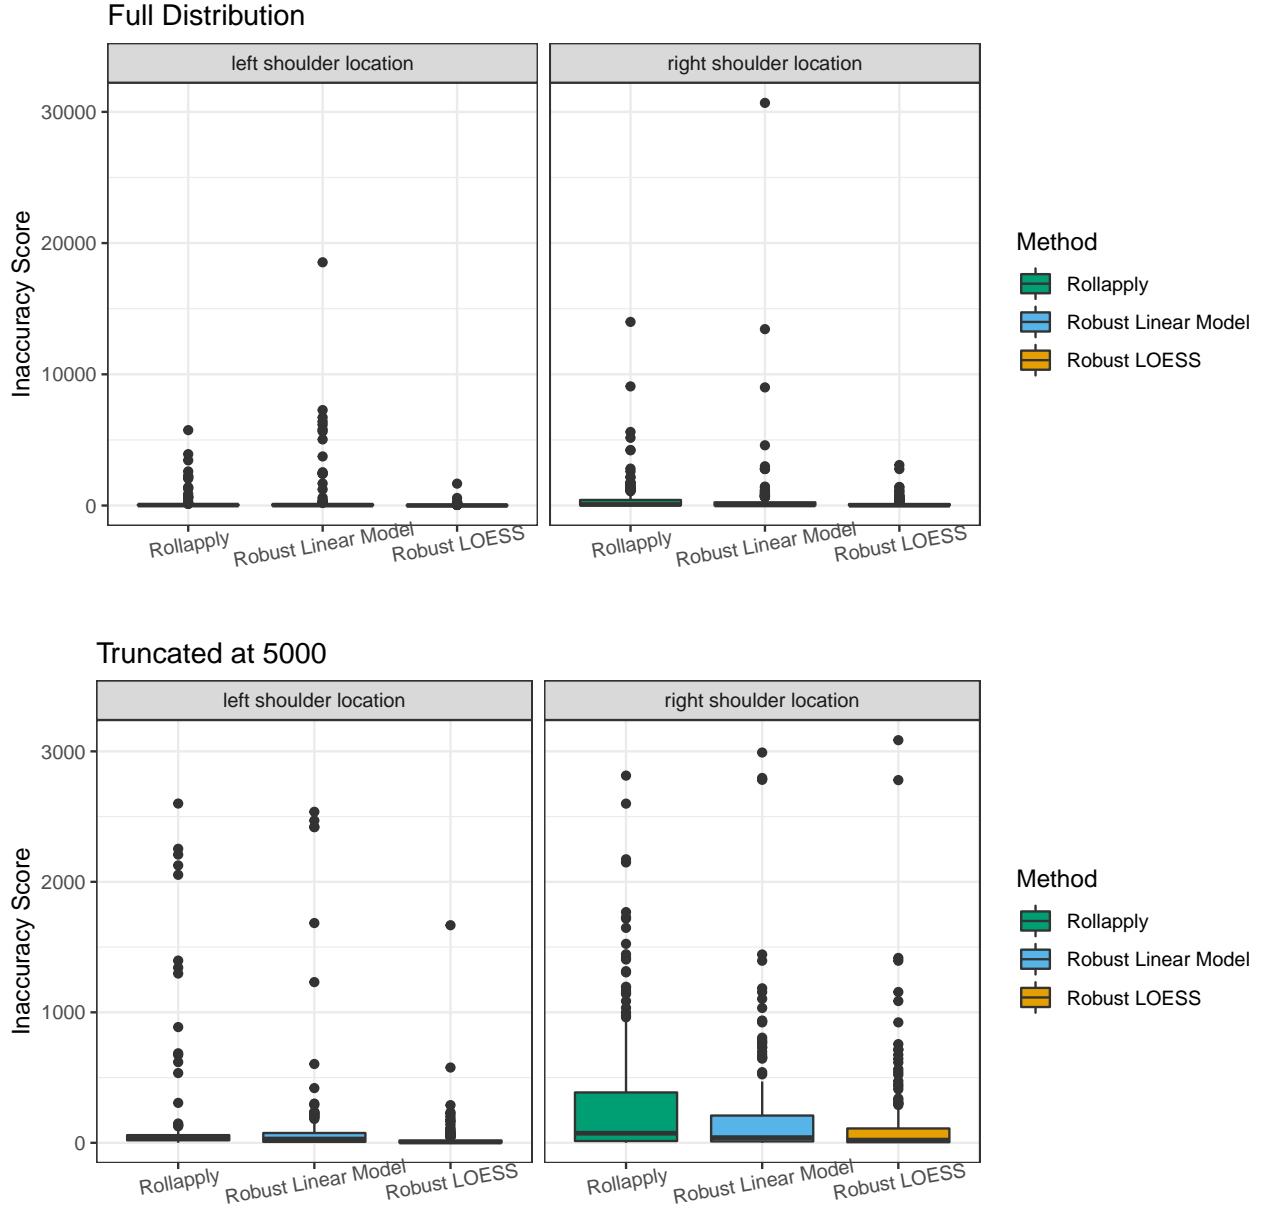 Full Distribution
left shoulder location
right shoulder location
Inaccuracy Score
30000
20000
10000
0
Rollapply
Robust Linear Model
Robust LOESS
Rollapply
Robust Linear Model
Robust LOESS
Method
Rollapply
Robust Linear Model
Robust LOESS
Truncated at 5000
left shoulder location
right shoulder location
Inaccuracy Score
3000
2000
1000
0
Rollapply
Robust Linear Model
Robust LOESS
Rollapply
Robust Linear Model
Robust LOESS
Method
Rollapply
Robust Linear Model
Robust LOESS